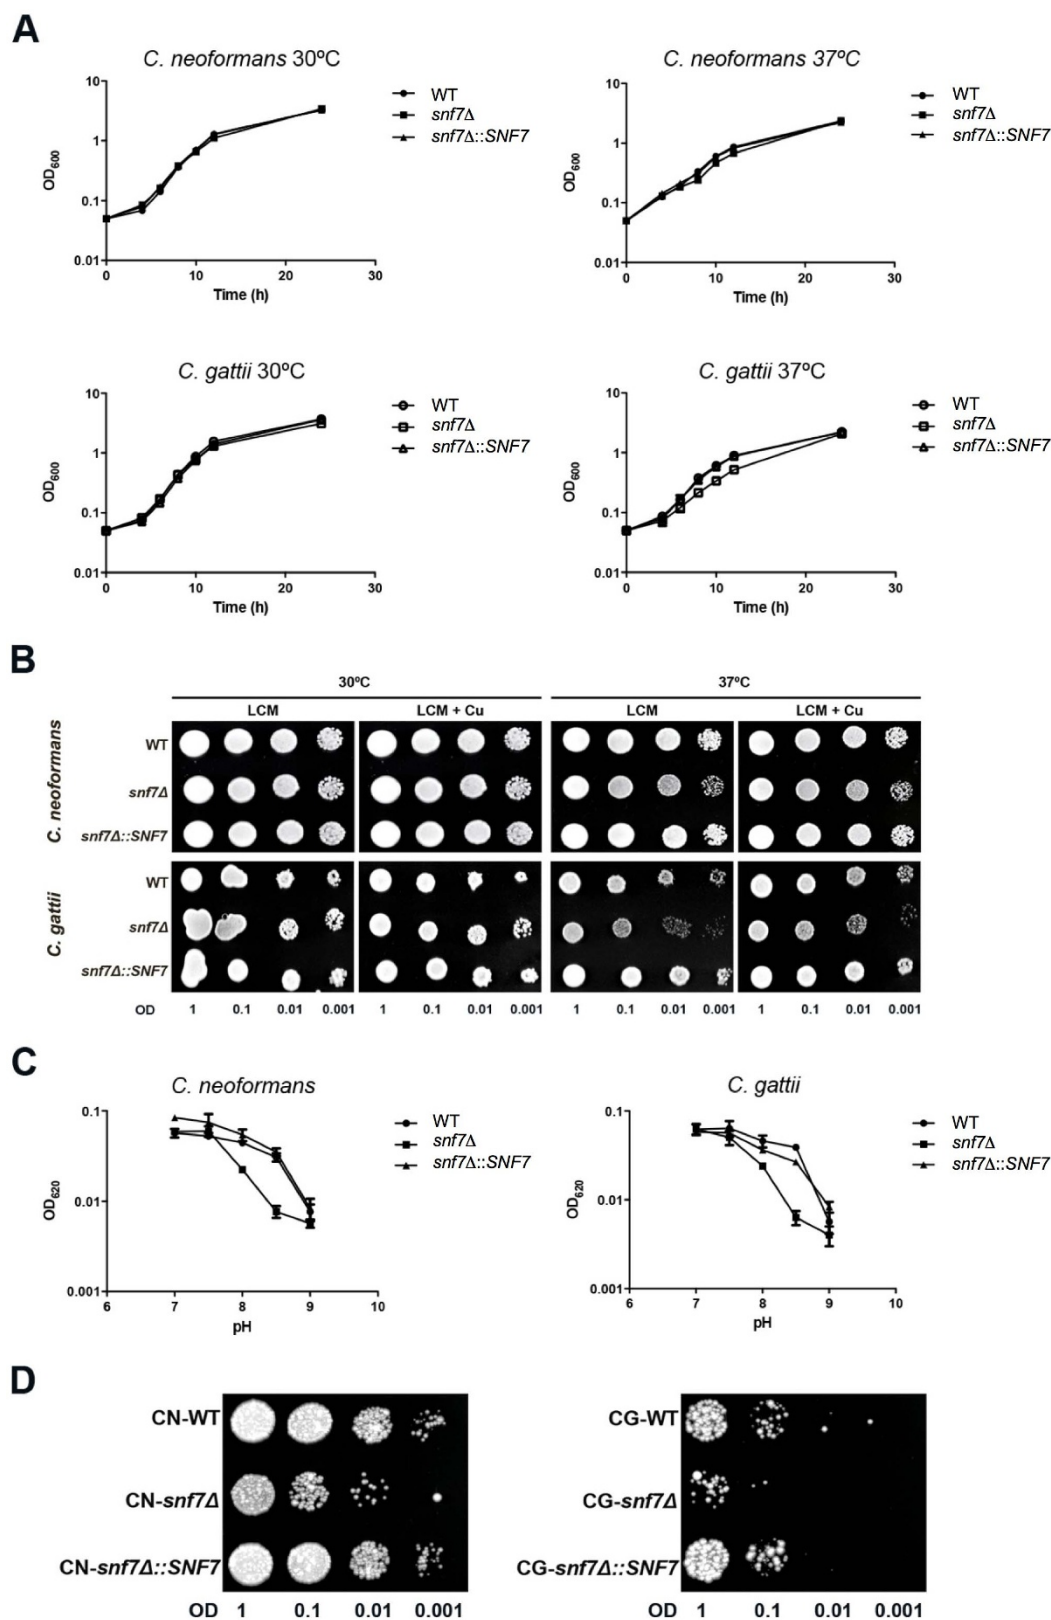 A
C. neoformans 30ºC
10
1
0.1
0.01
OD600
0 10 20 30
Time (h)
WT
snf7Δ
snf7Δ::SNF7
C. neoformans 37ºC
10
1
0.1
0.01
OD600
0 10 20 30
Time (h)
WT
snf7Δ
snf7Δ::SNF7
C. gattii 30ºC
10
1
0.1
0.01
OD600
0 10 20 30
Time (h)
WT
snf7Δ
snf7Δ::SNF7
C. gattii 37ºC
10
1
0.1
0.01
OD600
0 10 20 30
Time (h)
WT
snf7Δ
snf7Δ::SNF7
B
30ºC 37ºC
LCM LCM + Cu LCM LCM + Cu
C. neoformans
WT
snf7Δ
snf7Δ::SNF7
C. gattii
WT
snf7Δ
snf7Δ::SNF7
OD 1 0.1 0.01 0.001 1 0.1 0.01 0.001 1 0.1 0.01 0.001 1 0.1 0.01 0.001
C
C. neoformans
0.1
0.01
0.001
OD620
6 7 8 9 10
pH
WT
snf7Δ
snf7Δ::SNF7
C. gattii
0.1
0.01
0.001
OD620
6 7 8 9 10
pH
WT
snf7Δ
snf7Δ::SNF7
D
CN-WT
CN-snf7Δ
CN-snf7Δ::SNF7
OD 1 0.1 0.01 0.001
CG-WT
CG-snf7Δ
CG-snf7Δ::SNF7
OD 1 0.1 0.01 0.001